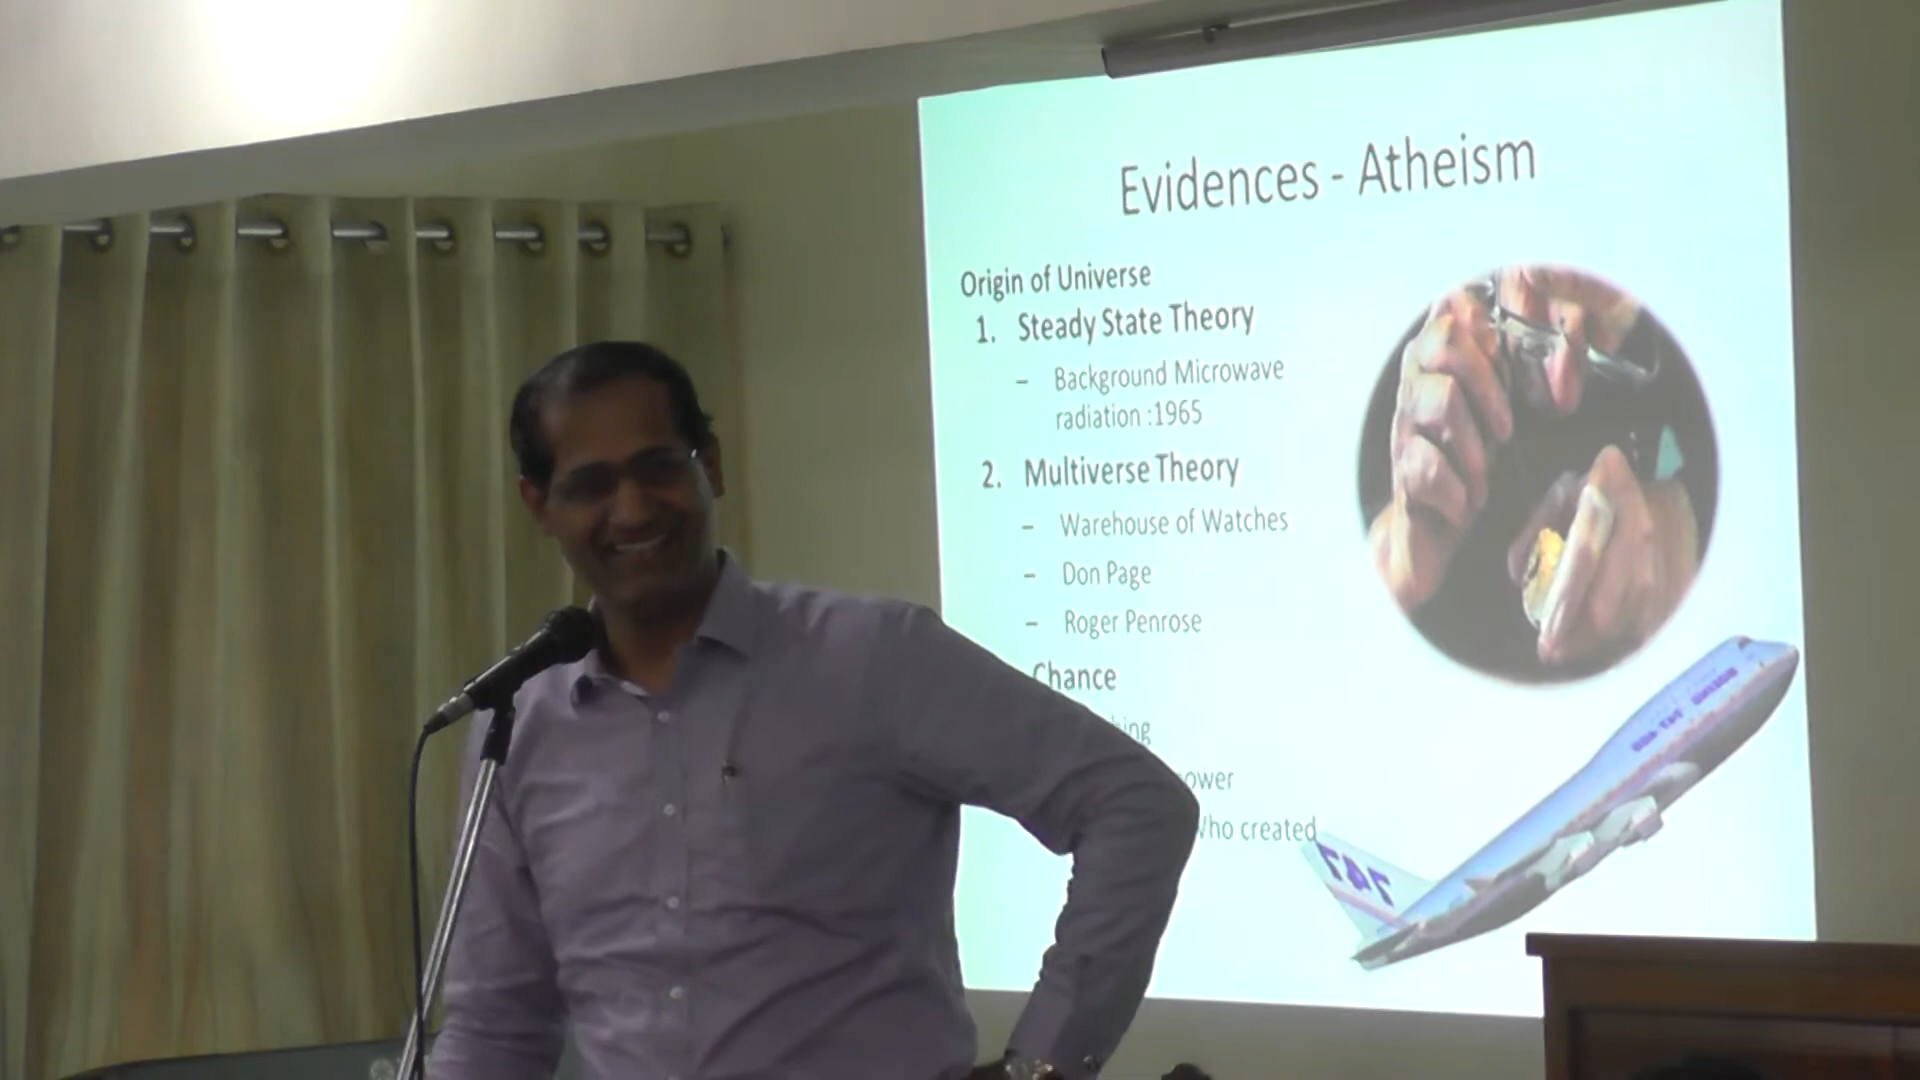 Evidences - Atheism
Origin of Universe
1. Steady State Theory
– Background Microwave
radiation :1965
2. Multiverse Theory
– Warehouse of Watches
– Don Page
– Roger Penrose
Chance
created
747